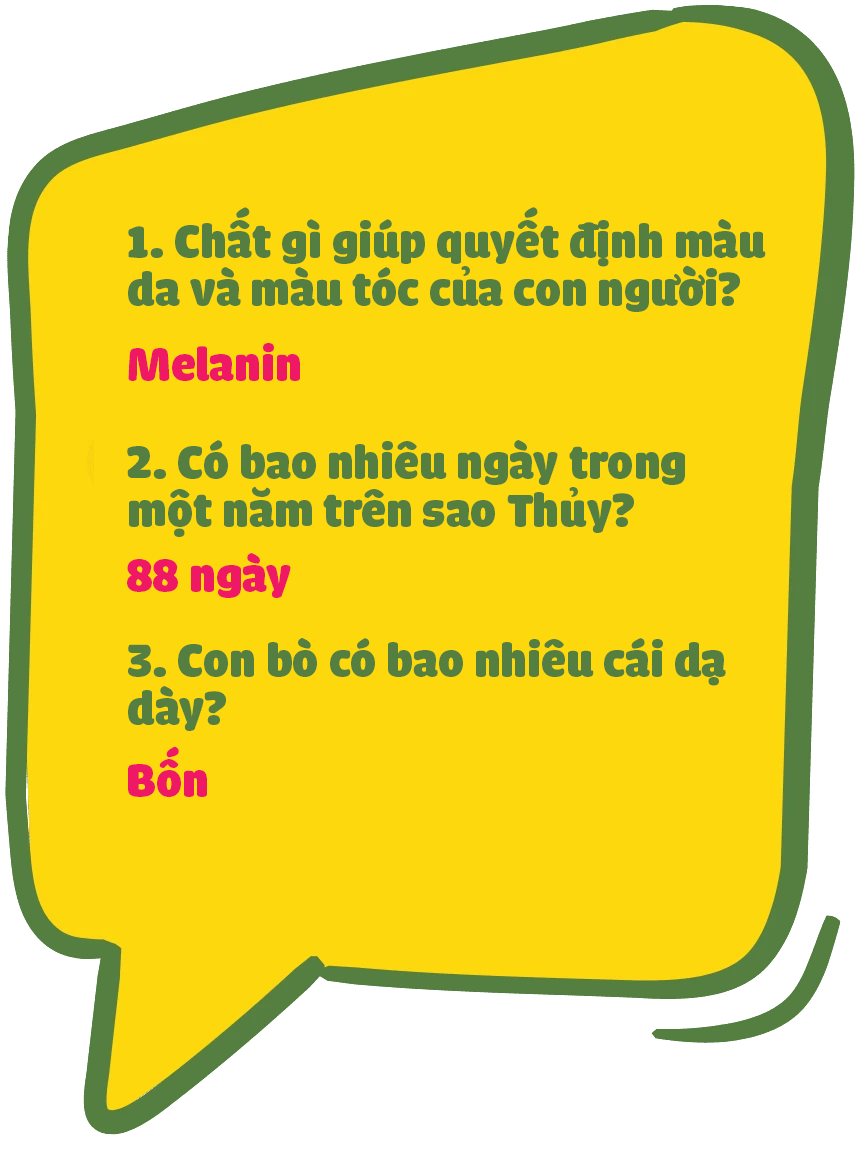 1. Chất gì giúp quyết định màu
da và màu tóc của con người?
Melanin
2. Có bao nhiêu ngày trong
một năm trên sao Thủy?
88 ngày
3. Con bò có bao nhiêu cái dạ
dày?
Bốn